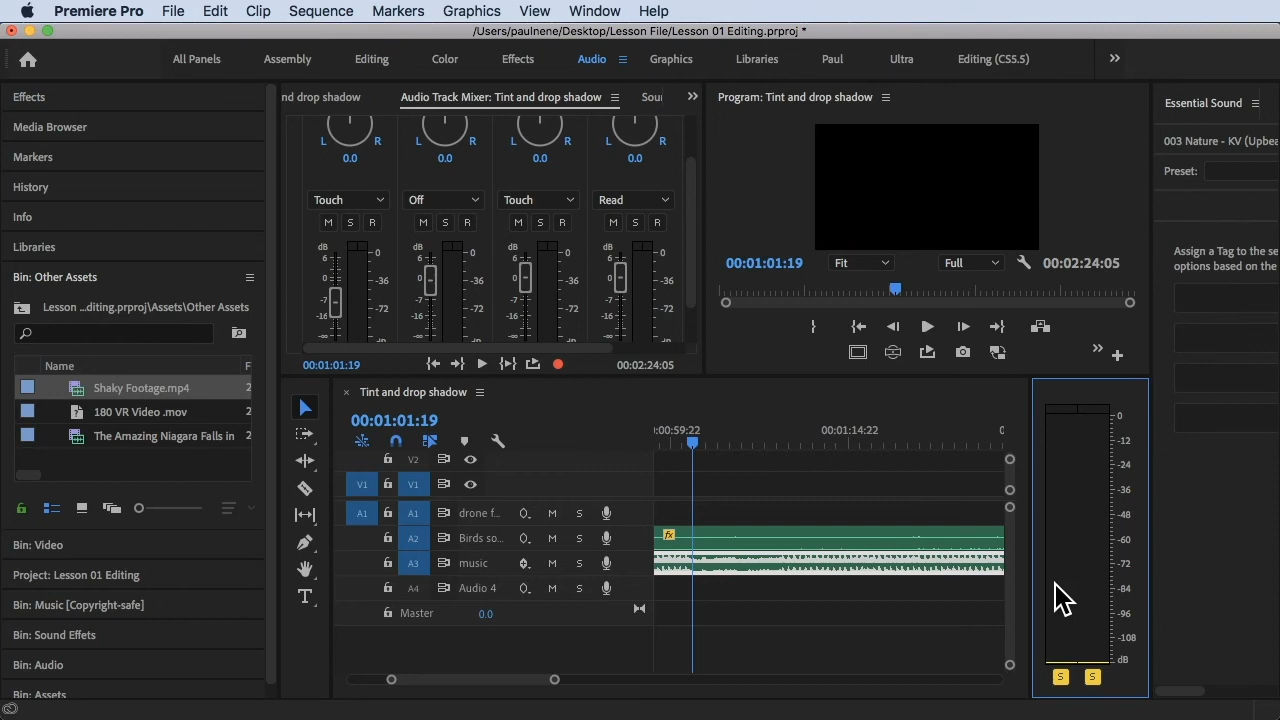 Premiere Pro File Edit Clip Sequence Markers Graphics View Window Help
/Users/paulnene/Desktop/Lesson File/Lesson 01 Editing.prproj *
All Panels Assembly Editing Color Effects Audio Graphics Libraries Paul Ultra Editing (CS5.5)
Effects
Media Browser
Markers
History
Info
Libraries
Bin: Other Assets
Lesson ...diting.prproj\Assets\Other Assets
Name F
Shaky Footage.mp4 2
180 VR Video .mov 2
The Amazing Niagara Falls in 2
Bin: Video
Project: Lesson 01 Editing
Bin: Music [Copyright-safe]
Bin: Sound Effets
Bin: Audio
Bin: Assets
nd drop shadow Audio Track Mixer: Tint and drop shadow Sou
L R L R L R L R
0.0 0.0 0.0 0.0
Touch Off Touch Read
M S R M S R M S R M S R
dB 0 dB 0 dB 0 dB 0
6 6 6 6
0 -36 0 -36 0 -36 0 -36
-7 -7 -7 -7
-16 -72 -16 -72 -16 -72 -16 -72
-∞ dB -∞ dB -∞ dB -∞ dB
00:01:01:19 00:02:24:05
Program: Tint and drop shadow
00:01:01:19 Fit Full 00:02:24:05
Essential Sound
003 Nature - KV (Upbea
Preset:
Assign a Tag to the se
options based on the
Tint and drop shadow
00:01:01:19
:00:59:22 00:01:14:22 0
V2
V1 V1
A1 A1 drone f... M S
A2 Birds so... M S
fx
A3 music M S
A4 Audio 4 M S
Master 0.0
0
-12
-24
-36
-48
-60
-72
-84
-96
-108
dB
S S